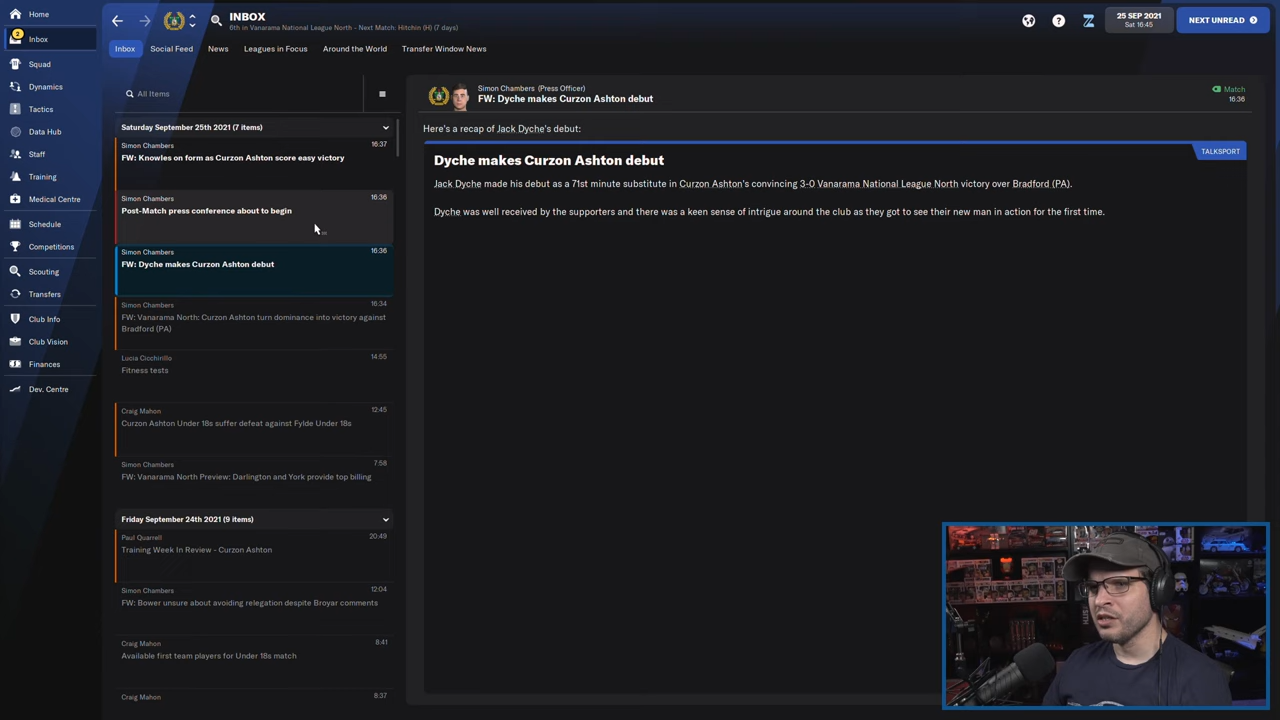 Home
2
Inbox
Squad
Dynamics
Tactics
Data Hub
Staff
Training
Medical Centre
Schedule
Competitions
Scouting
Transfers
Club Info
Club Vision
Finances
Dev. Centre
INBOX
6th in Vanarama National League North - Next Match: Hitchin (H) (7 days)
25 SEP 2021
Sat 16:45
NEXT UNREAD
Inbox
Social Feed
News
Leagues in Focus
Around the World
Transfer Window News
All Items
Saturday September 25th 2021 (7 items)
Simon Chambers 16:37
FW: Knowles on form as Curzon Ashton score easy victory
Simon Chambers 16:36
Post-Match press conference about to begin
Simon Chambers 16:36
FW: Dyche makes Curzon Ashton debut
Simon Chambers 16:34
FW: Vanarama North: Curzon Ashton turn dominance into victory against
Bradford (PA)
Lucia Cicchirillo 14:55
Fitness tests
Craig Mahon 12:45
Curzon Ashton Under 18s suffer defeat against Fylde Under 18s
Simon Chambers 7:58
FW: Vanarama North Preview: Darlington and York provide top billing
Friday September 24th 2021 (9 items)
Paul Quarrell 20:49
Training Week In Review - Curzon Ashton
Simon Chambers 12:04
FW: Bower unsure about avoiding relegation despite Broyar comments
Craig Mahon 8:41
Available first team players for Under 18s match
Craig Mahon 8:37
Simon Chambers (Press Officer)
FW: Dyche makes Curzon Ashton debut
Match
16:36
Here's a recap of Jack Dyche's debut:
TALKSPORT
Dyche makes Curzon Ashton debut
Jack Dyche made his debut as a 71st minute substitute in Curzon Ashton's convincing 3-0 Vanarama National League North victory over Bradford (PA).
Dyche was well received by the supporters and there was a keen sense of intrigue around the club as they got to see their new man in action for the first time.